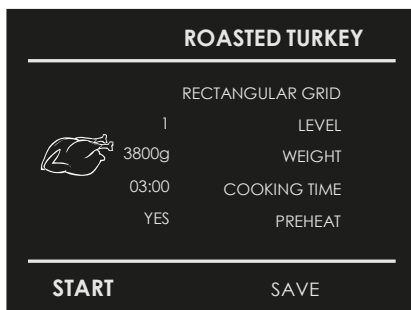 ROASTED TURKEY
RECTANGULAR GRID
1 LEVEL
3800g WEIGHT
03:00 COOKING TIME
YES PREHEAT
START SAVE